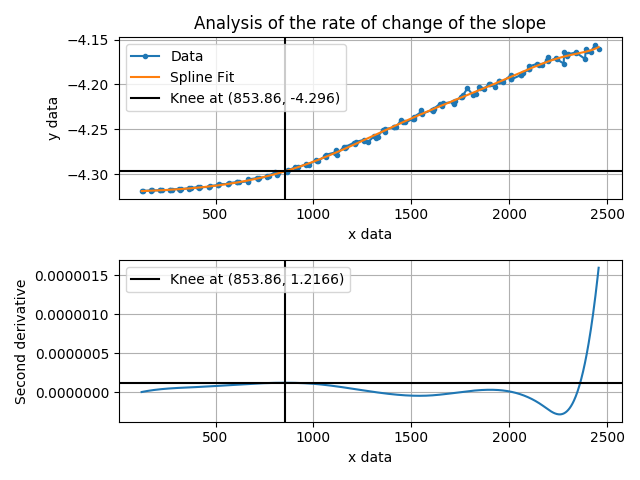 Analysis of the rate of change of the slope
−4.15
−4.20
−4.25
−4.30
y data
Data
Spline Fit
Knee at (853.86, -4.296)
500
1000
1500
2000
2500
x data
0.0000015
0.0000010
0.0000005
0.0000000
Second derivative
Knee at (853.86, 1.2166)
500
1000
1500
2000
2500
x data